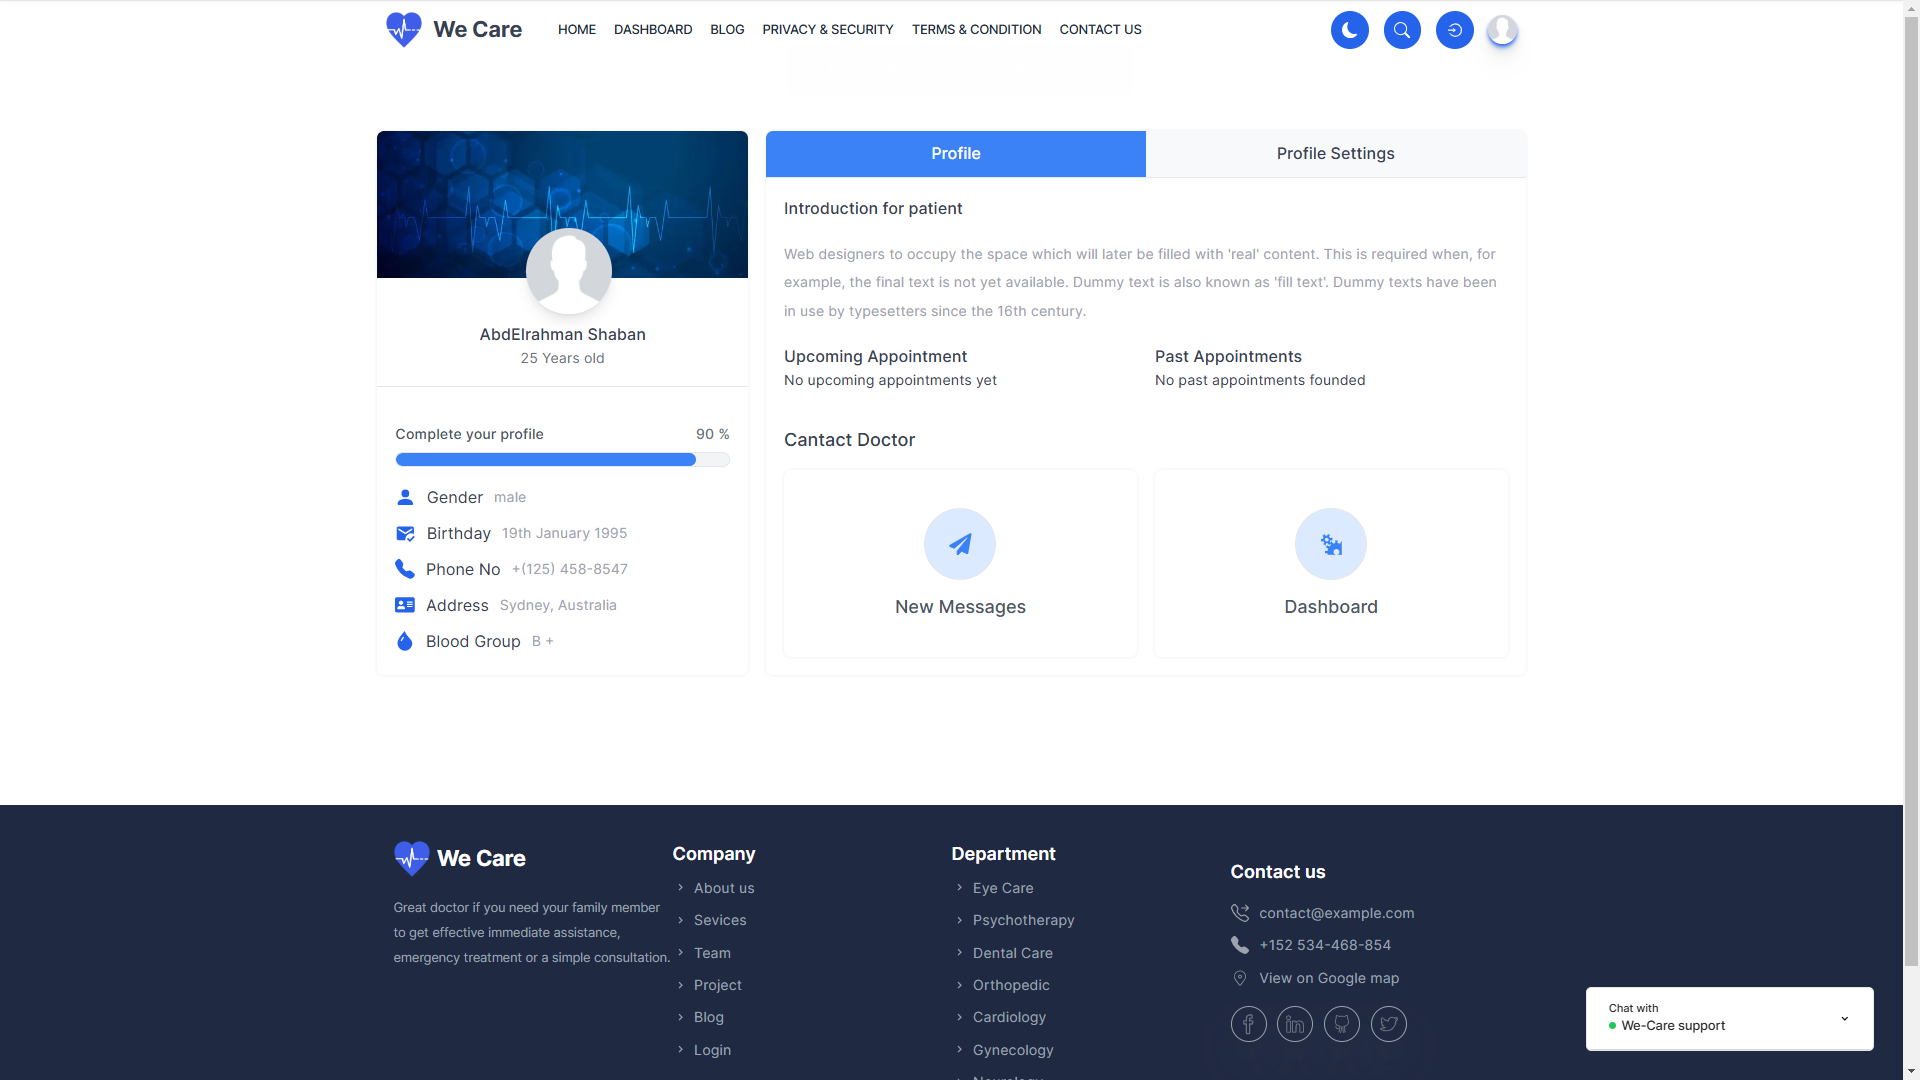 We Care
HOME
DASHBOARD
BLOG
PRIVACY & SECURITY
TERMS & CONDITION
CONTACT US
AbdElrahman Shaban
25 Years old
Complete your profile
90 %
Gender male
Birthday 19th January 1995
Phone No +(125) 458-8547
Address Sydney, Australia
Blood Group B +
Profile
Profile Settings
Introduction for patient
Web designers to occupy the space which will later be filled with 'real' content. This is required when, for
example, the final text is not yet available. Dummy text is also known as 'fill text'. Dummy texts have been
in use by typesetters since the 16th century.
Upcoming Appointment
No upcoming appointments yet
Past Appointments
No past appointments founded
Cantact Doctor
New Messages
Dashboard
We Care
Great doctor if you need your family member
to get effective immediate assistance,
emergency treatment or a simple consultation.
Company
About us
Sevices
Team
Project
Blog
Login
Department
Eye Care
Psychotherapy
Dental Care
Orthopedic
Cardiology
Gynecology
Contact us
contact@example.com
+152 534-468-854
View on Google map
Chat with
We-Care support